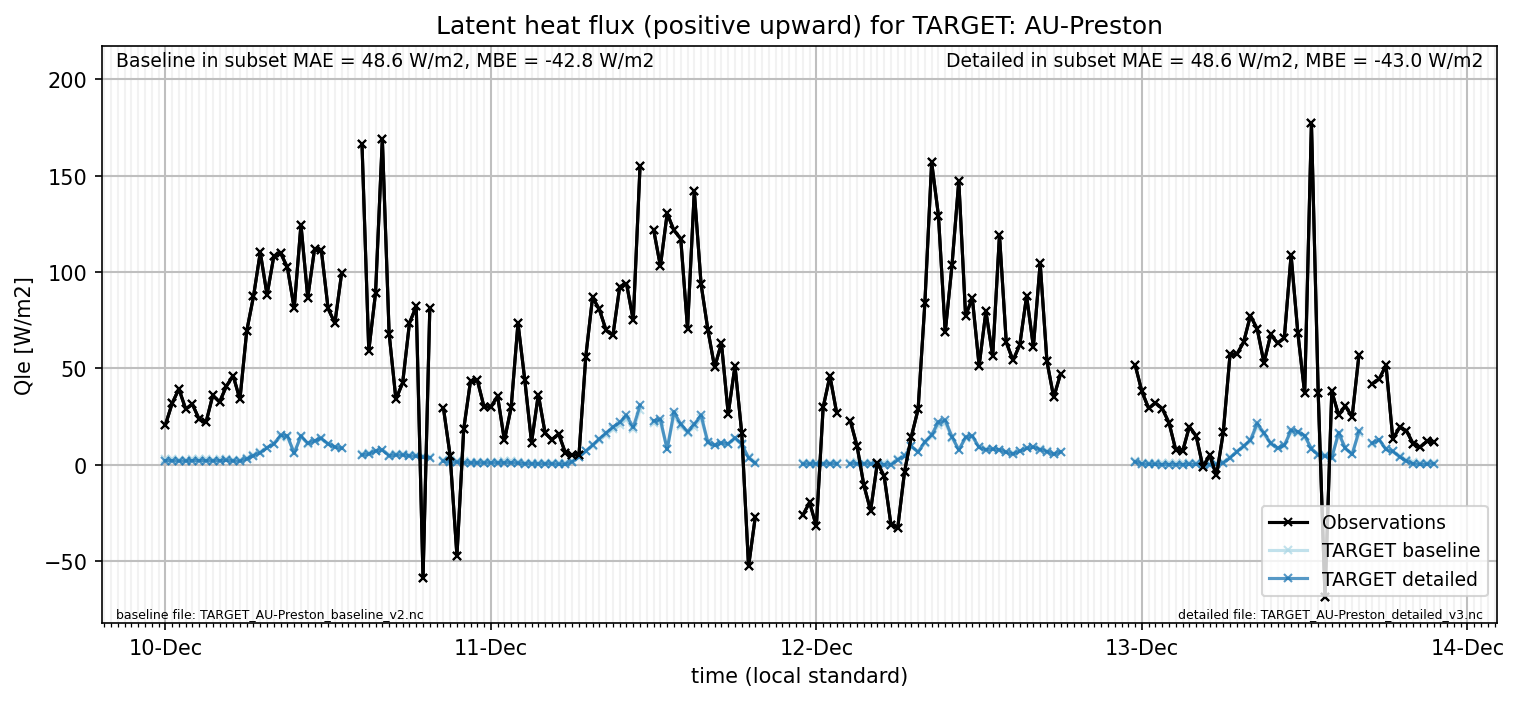 Latent heat flux (positive upward) for TARGET: AU-Preston
Baseline in subset MAE = 48.6 W/m2, MBE = -42.8 W/m2
Detailed in subset MAE = 48.6 W/m2, MBE = -43.0 W/m2
200
150
100
50
0
−50
Qle [W/m2]
Observations
TARGET baseline
TARGET detailed
baseline file: TARGET_AU-Preston_baseline_v2.nc
detailed file: TARGET_AU-Preston_detailed_v3.nc
10-Dec
11-Dec
12-Dec
13-Dec
14-Dec
time (local standard)